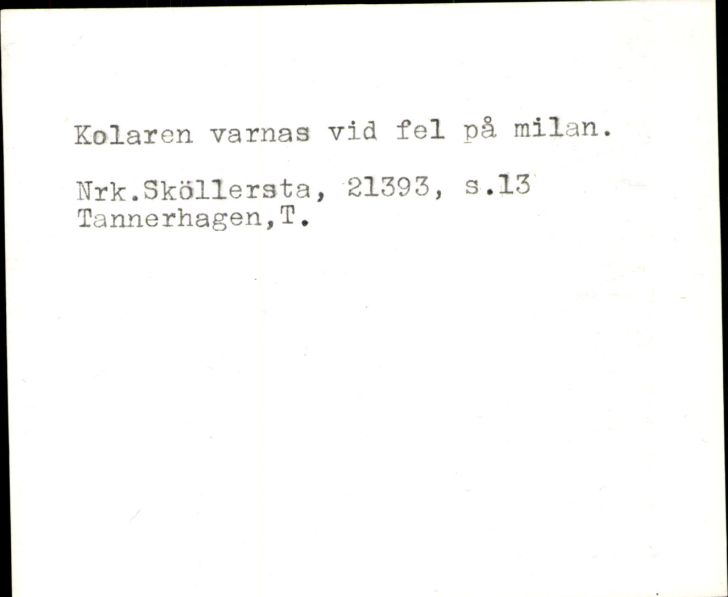 Kolaren varnas vid fel på milan.
Nrk.Sköllersta, 21393, s.13
Tannerhagen,T.